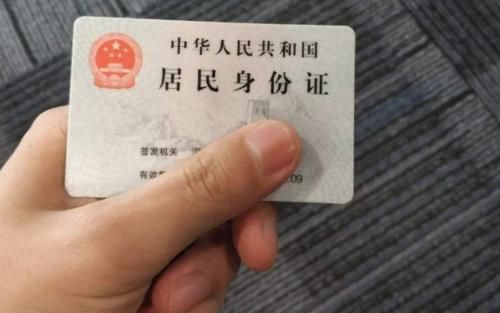 中华人民共和国
居民身份证
签发机关
有效
.09